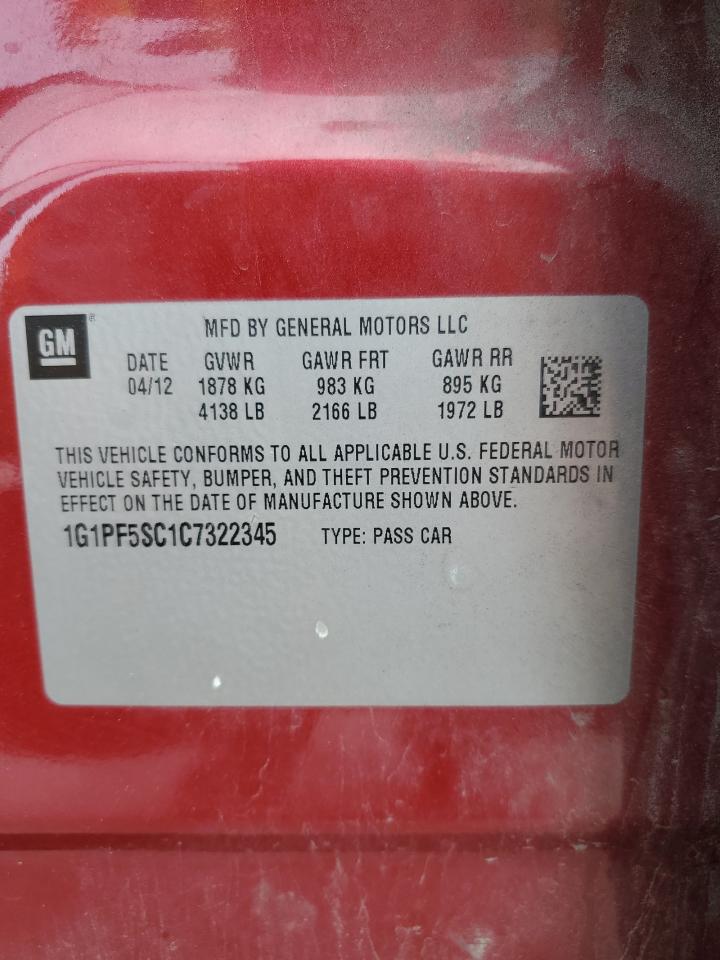 GM ®
MFD BY GENERAL MOTORS LLC
DATE GVWR GAWR FRT GAWR RR
04/12 1878 KG 983 KG 895 KG
4138 LB 2166 LB 1972 LB
THIS VEHICLE CONFORMS TO ALL APPLICABLE U.S. FEDERAL MOTOR
VEHICLE SAFETY, BUMPER, AND THEFT PREVENTION STANDARDS IN
EFFECT ON THE DATE OF MANUFACTURE SHOWN ABOVE.
1G1PF5SC1C7322345 TYPE: PASS CAR